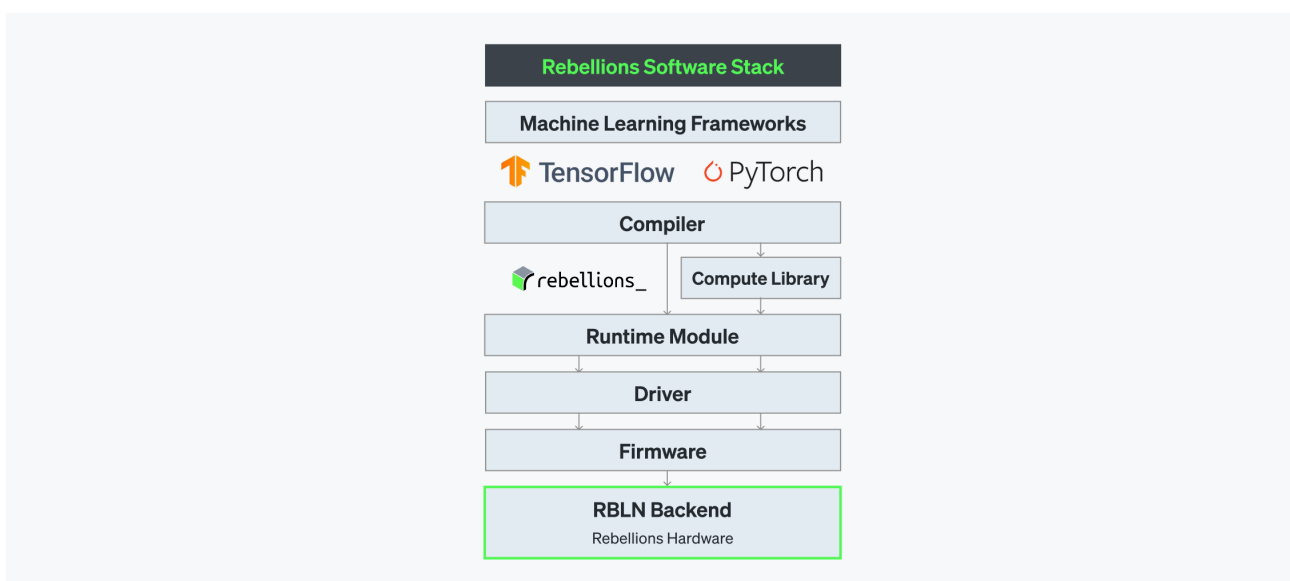 Rebellions Software Stack
Machine Learning Frameworks
TensorFlow PyTorch
Compiler
rebellions_ Compute Library
Runtime Module
Driver
Firmware
RBLN Backend
Rebellions Hardware